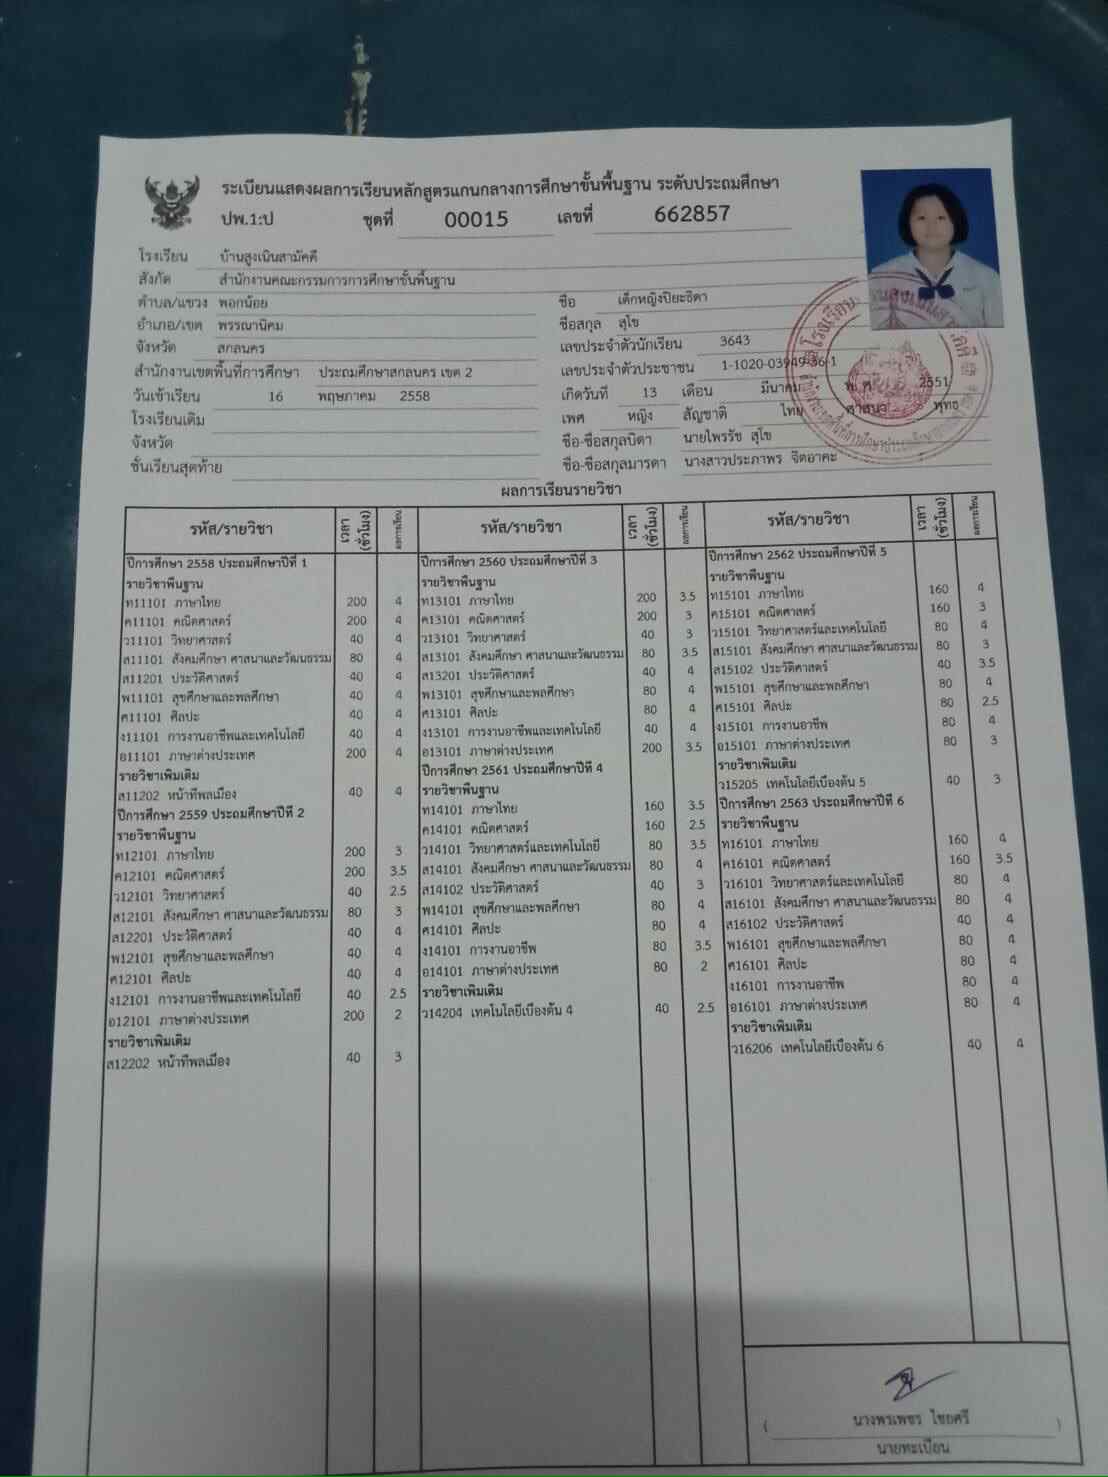 ระเบียนแสดงผลการเรียนหลักสูตรแกนกลางการศึกษาขั้นพื้นฐาน ระดับประถมศึกษา
ปพ.1:ป ชุดที่ 00015 เลขที่ 662857
โรงเรียน บ้านสูงเนินสามัคคี
สังกัด สำนักงานคณะกรรมการการศึกษาขั้นพื้นฐาน
ตำบล/แขวง พอกน้อย
อำเภอ/เขต พรรณานิคม
จังหวัด สกลนคร
สำนักงานเขตพื้นที่การศึกษา ประถมศึกษาสกลนคร เขต 2
วันเข้าเรียน 16 พฤษภาคม 2558
โรงเรียนเดิม
จังหวัด
ชั้นเรียนสุดท้าย
ชื่อ เด็กหญิงปิยะธิดา
ชื่อสกุล สุโข
เลขประจำตัวนักเรียน 3643
เลขประจำตัวประชาชน 1-1020-03949-36-1
เกิดวันที่ 13 เดือน มีนาคม พ.ศ. 2551
เพศ หญิง สัญชาติ ไทย ศาสนา พุทธ
ชื่อ-ชื่อสกุลบิดา นายไพรรัช สุโข
ชื่อ-ชื่อสกุลมารดา นางสาวประภาพร จิตอาคะ
ผลการเรียนรายวิชา
รหัส/รายวิชา เวลา (ชั่วโมง) ผลการเรียน
ปีการศึกษา 2558 ประถมศึกษาปีที่ 1
รายวิชาพื้นฐาน
ท11101 ภาษาไทย 200 4
ค11101 คณิตศาสตร์ 200 4
ว11101 วิทยาศาสตร์ 40 4
ส11101 สังคมศึกษา ศาสนาและวัฒนธรรม 80 4
ส11201 ประวัติศาสตร์ 40 4
พ11101 สุขศึกษาและพลศึกษา 40 4
ศ11101 ศิลปะ 40 4
ง11101 การงานอาชีพและเทคโนโลยี 40 4
อ11101 ภาษาต่างประเทศ 200 4
รายวิชาเพิ่มเติม
ส11202 หน้าที่พลเมือง 40 4
ปีการศึกษา 2559 ประถมศึกษาปีที่ 2
รายวิชาพื้นฐาน
ท12101 ภาษาไทย 200 3
ค12101 คณิตศาสตร์ 200 3.5
ว12101 วิทยาศาสตร์ 40 2.5
ส12101 สังคมศึกษา ศาสนาและวัฒนธรรม 80 3
ส12201 ประวัติศาสตร์ 40 4
พ12101 สุขศึกษาและพลศึกษา 40 4
ศ12101 ศิลปะ 40 4
ง12101 การงานอาชีพและเทคโนโลยี 40 2.5
อ12101 ภาษาต่างประเทศ 200 2
รายวิชาเพิ่มเติม
ส12202 หน้าที่พลเมือง 40 3
รหัส/รายวิชา เวลา (ชั่วโมง) ผลการเรียน
ปีการศึกษา 2560 ประถมศึกษาปีที่ 3
รายวิชาพื้นฐาน
ท13101 ภาษาไทย 200 3.5
ค13101 คณิตศาสตร์ 200 3
ว13101 วิทยาศาสตร์ 40 3
ส13101 สังคมศึกษา ศาสนาและวัฒนธรรม 80 3.5
ส13201 ประวัติศาสตร์ 40 4
พ13101 สุขศึกษาและพลศึกษา 80 4
ศ13101 ศิลปะ 80 4
ง13101 การงานอาชีพและเทคโนโลยี 40 4
อ13101 ภาษาต่างประเทศ 200 3.5
ปีการศึกษา 2561 ประถมศึกษาปีที่ 4
รายวิชาพื้นฐาน
ท14101 ภาษาไทย 160 3.5
ค14101 คณิตศาสตร์ 160 2.5
ว14101 วิทยาศาสตร์และเทคโนโลยี 80 3.5
ส14101 สังคมศึกษา ศาสนาและวัฒนธรรม 80 4
ส14102 ประวัติศาสตร์ 40 3
พ14101 สุขศึกษาและพลศึกษา 80 4
ศ14101 ศิลปะ 80 4
ง14101 การงานอาชีพ 80 3.5
อ14101 ภาษาต่างประเทศ 80 2
รายวิชาเพิ่มเติม
ว14204 เทคโนโลยีเบื้องต้น 4 40 2.5
รหัส/รายวิชา เวลา (ชั่วโมง) ผลการเรียน
ปีการศึกษา 2562 ประถมศึกษาปีที่ 5
รายวิชาพื้นฐาน
ท15101 ภาษาไทย 160 4
ค15101 คณิตศาสตร์ 160 3
ว15101 วิทยาศาสตร์และเทคโนโลยี 80 4
ส15101 สังคมศึกษา ศาสนาและวัฒนธรรม 80 3
ส15102 ประวัติศาสตร์ 40 3.5
พ15101 สุขศึกษาและพลศึกษา 80 4
ศ15101 ศิลปะ 80 2.5
ง15101 การงานอาชีพ 80 4
อ15101 ภาษาต่างประเทศ 80 3
รายวิชาเพิ่มเติม
ว15205 เทคโนโลยีเบื้องต้น 5 40 3
ปีการศึกษา 2563 ประถมศึกษาปีที่ 6
รายวิชาพื้นฐาน
ท16101 ภาษาไทย 160 4
ค16101 คณิตศาสตร์ 160 3.5
ว16101 วิทยาศาสตร์และเทคโนโลยี 80 4
ส16101 สังคมศึกษา ศาสนาและวัฒนธรรม 80 4
ส16102 ประวัติศาสตร์ 40 4
พ16101 สุขศึกษาและพลศึกษา 80 4
ศ16101 ศิลปะ 80 4
ง16101 การงานอาชีพ 80 4
อ16101 ภาษาต่างประเทศ 80 4
รายวิชาเพิ่มเติม
ว16206 เทคโนโลยีเบื้องต้น 6 40 4
( นางพรเพชร ไชยศรี )
นายทะเบียน